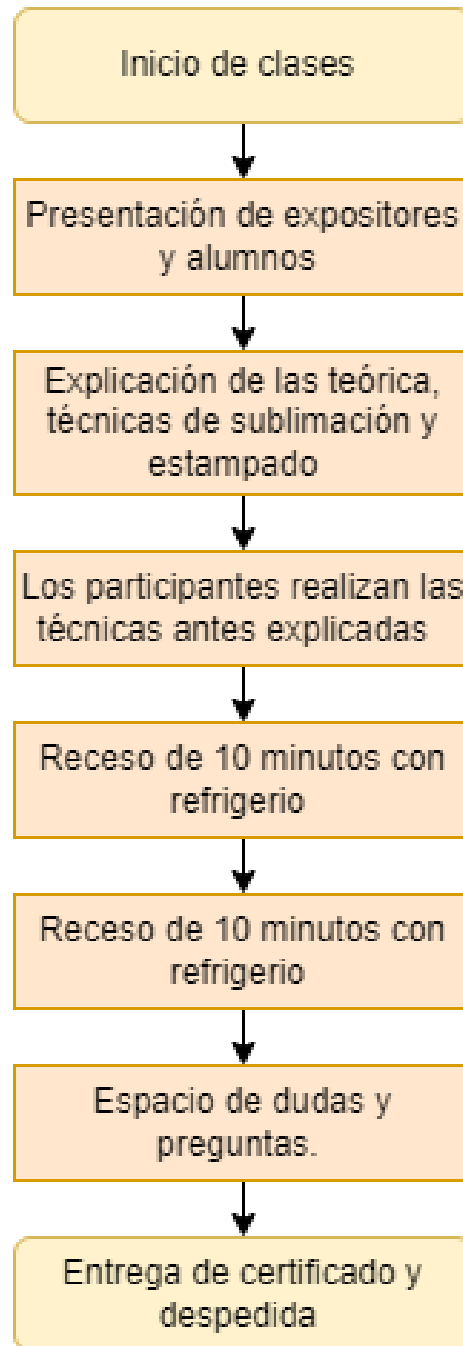 Inicio de clases
Presentación de expositores
y alumnos
Explicación de las teórica,
técnicas de sublimación y
estampado
Los participantes realizan las
técnicas antes explicadas
Receso de 10 minutos con
refrigerio
Receso de 10 minutos con
refrigerio
Espacio de dudas y
preguntas.
Entrega de certificado y
despedida